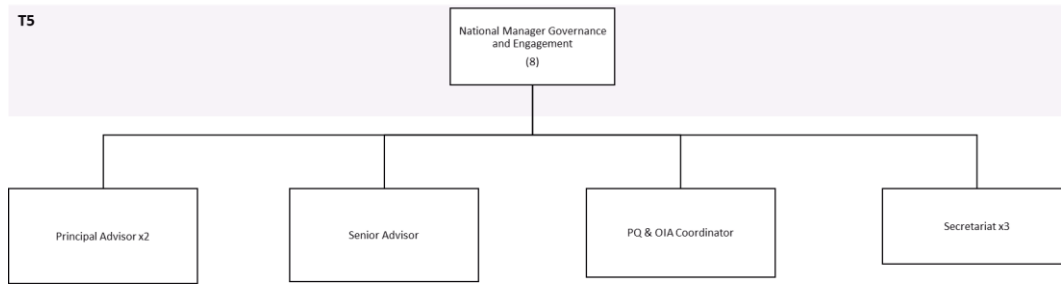 T5
National Manager Governance
and Engagement
(8)
Principal Advisor x2
Senior Advisor
PQ & OIA Coordinator
Secretariat x3